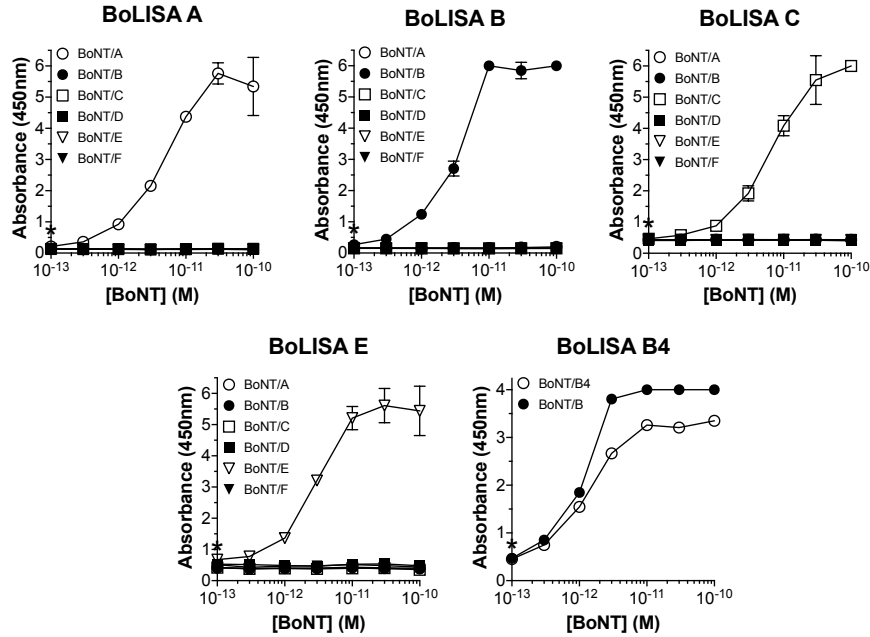 BoLISA A
Absorbance (450nm)
6
5
4
3
2
1
0
BoNT/A
BoNT/B
BoNT/C
BoNT/D
BoNT/E
BoNT/F
*
10-13 10-12 10-11 10-10
[BoNT] (M)
BoLISA B
Absorbance (450nm)
6
5
4
3
2
1
0
BoNT/A
BoNT/B
BoNT/C
BoNT/D
BoNT/E
BoNT/F
*
10-13 10-12 10-11 10-10
[BoNT] (M)
BoLISA C
Absorbance (450nm)
6
5
4
3
2
1
0
BoNT/A
BoNT/B
BoNT/C
BoNT/D
BoNT/E
BoNT/F
*
10-13 10-12 10-11 10-10
[BoNT] (M)
BoLISA E
Absorbance (450nm)
6
5
4
3
2
1
0
BoNT/A
BoNT/B
BoNT/C
BoNT/D
BoNT/E
BoNT/F
*
10-13 10-12 10-11 10-10
[BoNT] (M)
BoLISA B4
Absorbance (450nm)
4
3
2
1
0
BoNT/B4
BoNT/B
*
10-13 10-12 10-11 10-10
[BoNT] (M)